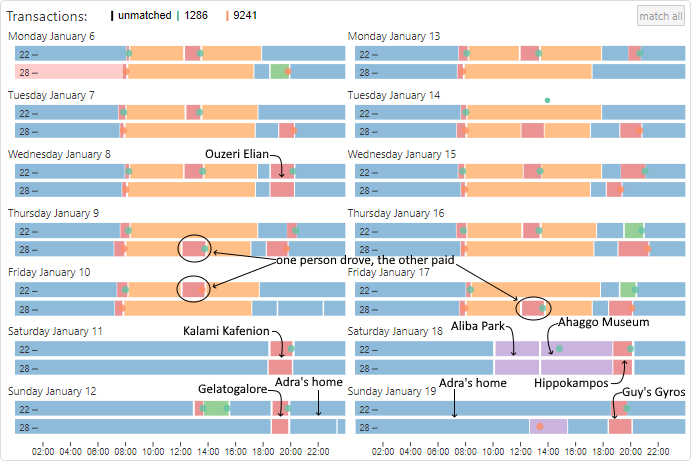 Transactions: unmatched 1286 9241 match all
Monday January 6 Monday January 13
22 22
28 28
Tuesday January 7 Tuesday January 14
22 22
28 28
Wednesday January 8 Ouzeri Elian Wednesday January 15
22 22
28 28
Thursday January 9 Thursday January 16
22 22
28 28
one person drove, the other paid
Friday January 10 Friday January 17
22 22
28 28
Saturday January 11 Kalami Kafenion Aliba Park Ahaggo Museum Saturday January 18
22 22
28 28
Sunday January 12 Gelatogalore Adra's home Adra's home Hippokampos Sunday January 19 Guy's Gyros
22 22
28 28
02:00 04:00 06:00 08:00 10:00 12:00 14:00 16:00 18:00 20:00 22:00 02:00 04:00 06:00 08:00 10:00 12:00 14:00 16:00 18:00 20:00 22:00